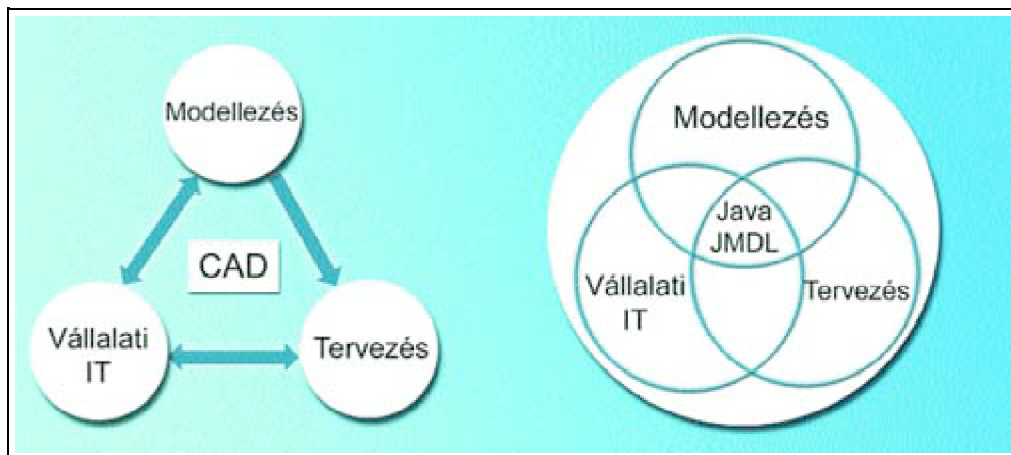 Modellezés
CAD
Vállalati
IT
Tervezés
Modellezés
Java
JMDL
Vállalati
IT
Tervezés